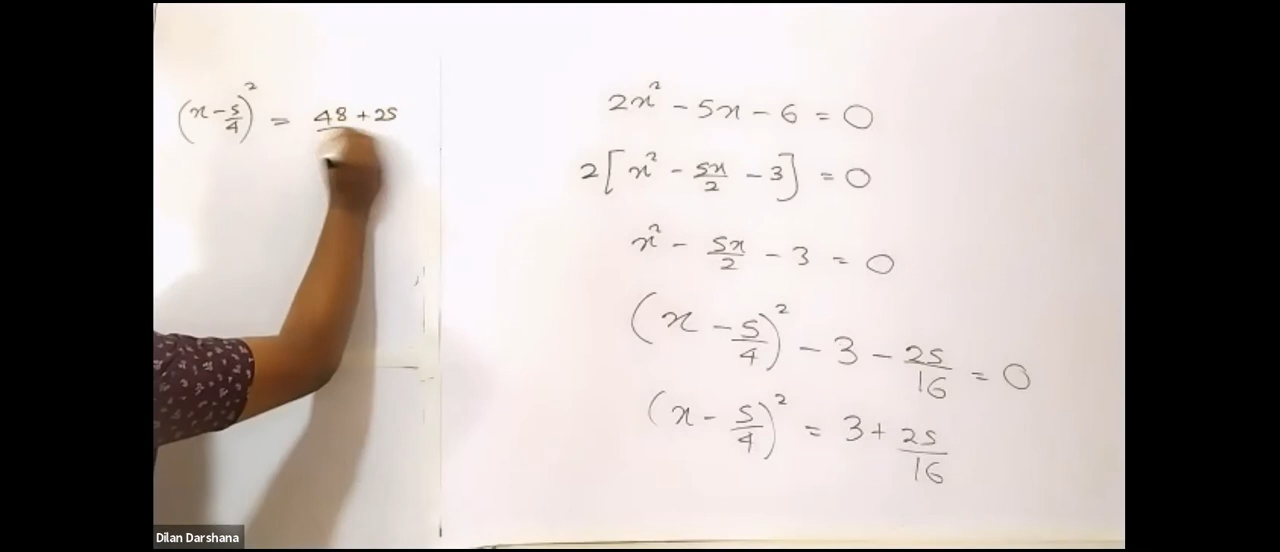 2x² - 5x - 6 = 0
2[x² - 5x/2 - 3] = 0
x² - 5x/2 - 3 = 0
(x - 5/4)² - 3 - 25/16 = 0
(x - 5/4)² = 3 + 25/16
(x - 5/4)² = 48 + 25
Dilan Darshana